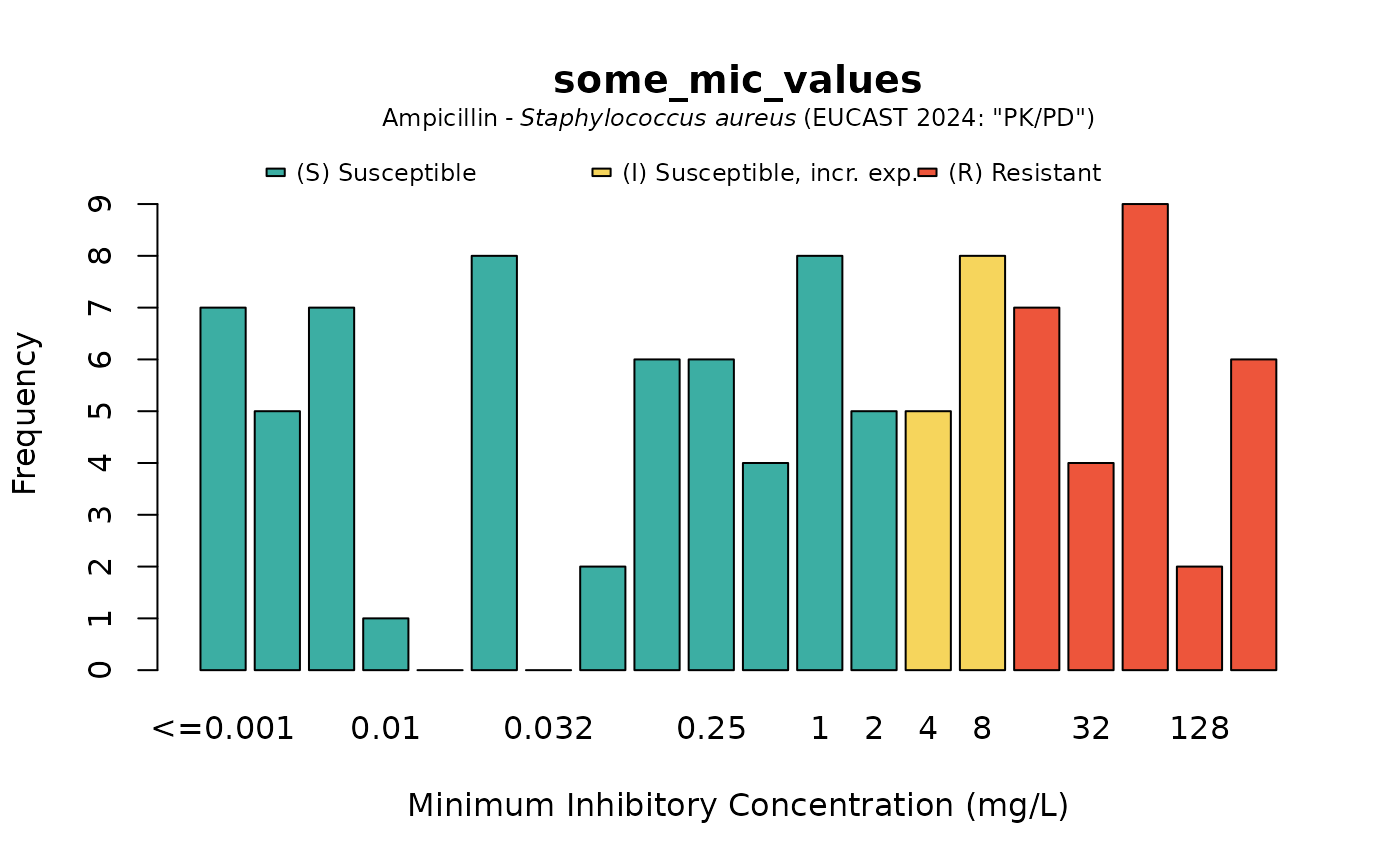 some_mic_values
Ampicillin - Staphylococcus aureus (EUCAST 2024: "PK/PD")
(S) Susceptible (I) Susceptible, incr. exp. (R) Resistant
9
8
7
6
5
4
3
2
1
0
Frequency
<=0.001 0.01 0.032 0.25 1 2 4 8 32 128
Minimum Inhibitory Concentration (mg/L)